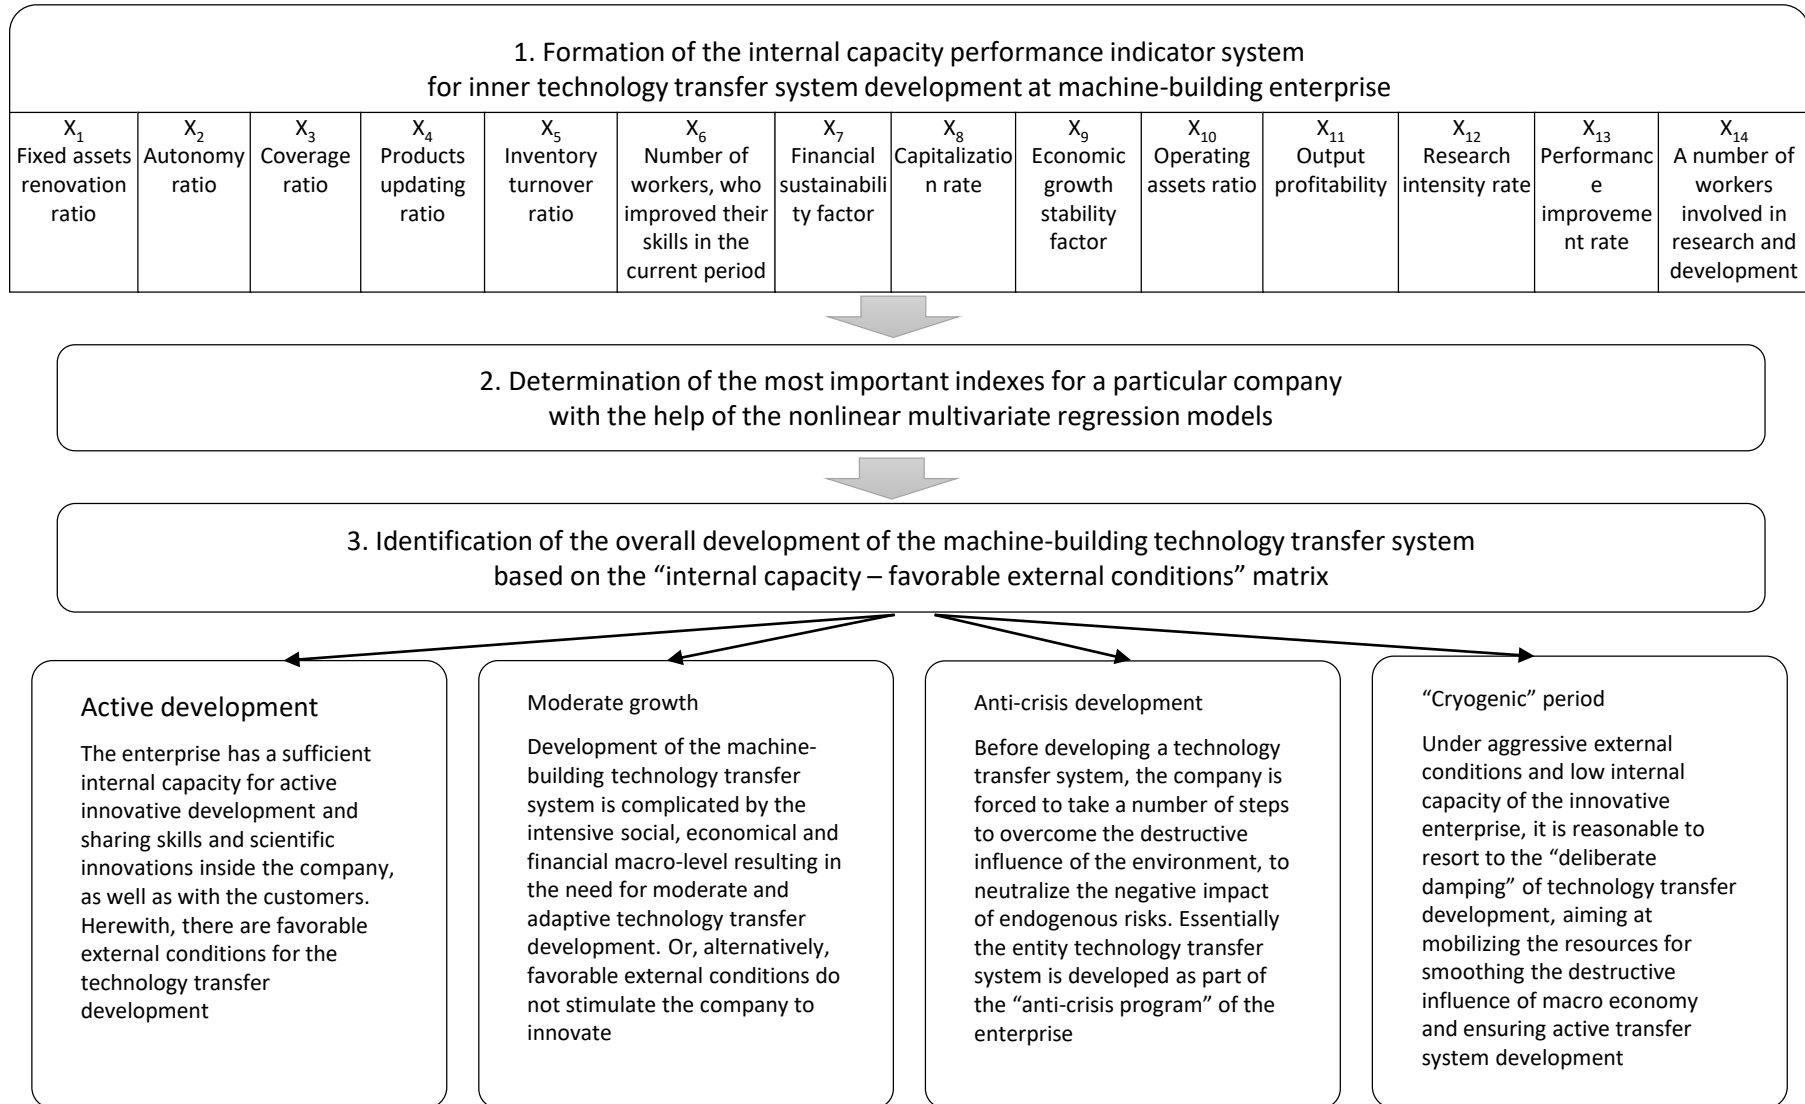 1. Formation of the internal capacity performance indicator system
for inner technology transfer system development at machine-building enterprise
X1
Fixed assets
renovation
ratio
X2
Autonomy
ratio
X3
Coverage
ratio
X4
Products
updating
ratio
X5
Inventory
turnover
ratio
X6
Number of
workers, who
improved their
skills in the
current period
X7
Financial
sustainabili
ty factor
X8
Capitalizatio
n rate
X9
Economic
growth
stability
factor
X10
Operating
assets ratio
X11
Output
profitability
X12
Research
intensity rate
X13
Performanc
e
improveme
nt rate
X14
A number of
workers
involved in
research and
development
2. Determination of the most important indexes for a particular company
with the help of the nonlinear multivariate regression models
3. Identification of the overall development of the machine-building technology transfer system
based on the “internal capacity – favorable external conditions” matrix
Active development
The enterprise has a sufficient
internal capacity for active
innovative development and
sharing skills and scientific
innovations inside the company,
as well as with the customers.
Herewith, there are favorable
external conditions for the
technology transfer
development
Moderate growth
Development of the machine-
building technology transfer
system is complicated by the
intensive social, economical and
financial macro-level resulting in
the need for moderate and
adaptive technology transfer
development. Or, alternatively,
favorable external conditions do
not stimulate the company to
innovate
Anti-crisis development
Before developing a technology
transfer system, the company is
forced to take a number of steps
to overcome the destructive
influence of the environment, to
neutralize the negative impact
of endogenous risks. Essentially
the entity technology transfer
system is developed as part of
the “anti-crisis program” of the
enterprise
“Cryogenic” period
Under aggressive external
conditions and low internal
capacity of the innovative
enterprise, it is reasonable to
resort to the “deliberate
damping” of technology transfer
development, aiming at
mobilizing the resources for
smoothing the destructive
influence of macro economy
and ensuring active transfer
system development